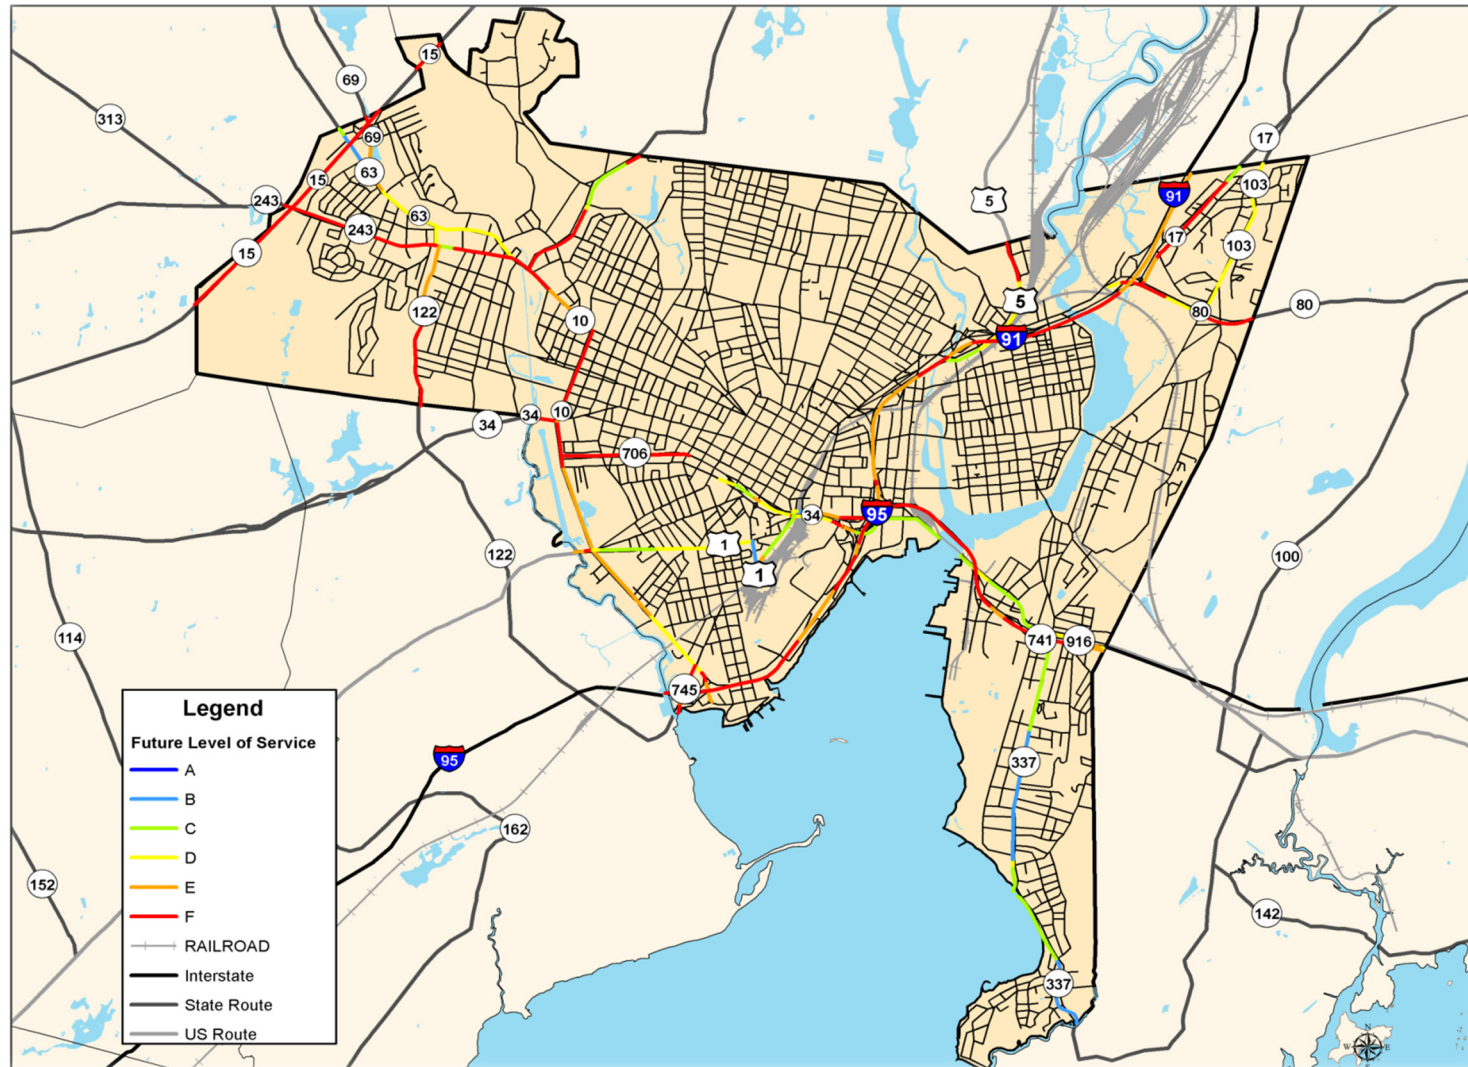 15
69
313
17
69
63
15
243
5
91
103
63
243
17
103
15
5
80
80
122
10
91
34
10
34
706
34
95
1
122
1
100
114
741
916
745
337
95
162
152
142
337
Legend
Future Level of Service
A
B
C
D
E
F
RAILROAD
Interstate
State Route
US Route
N
W
E
S